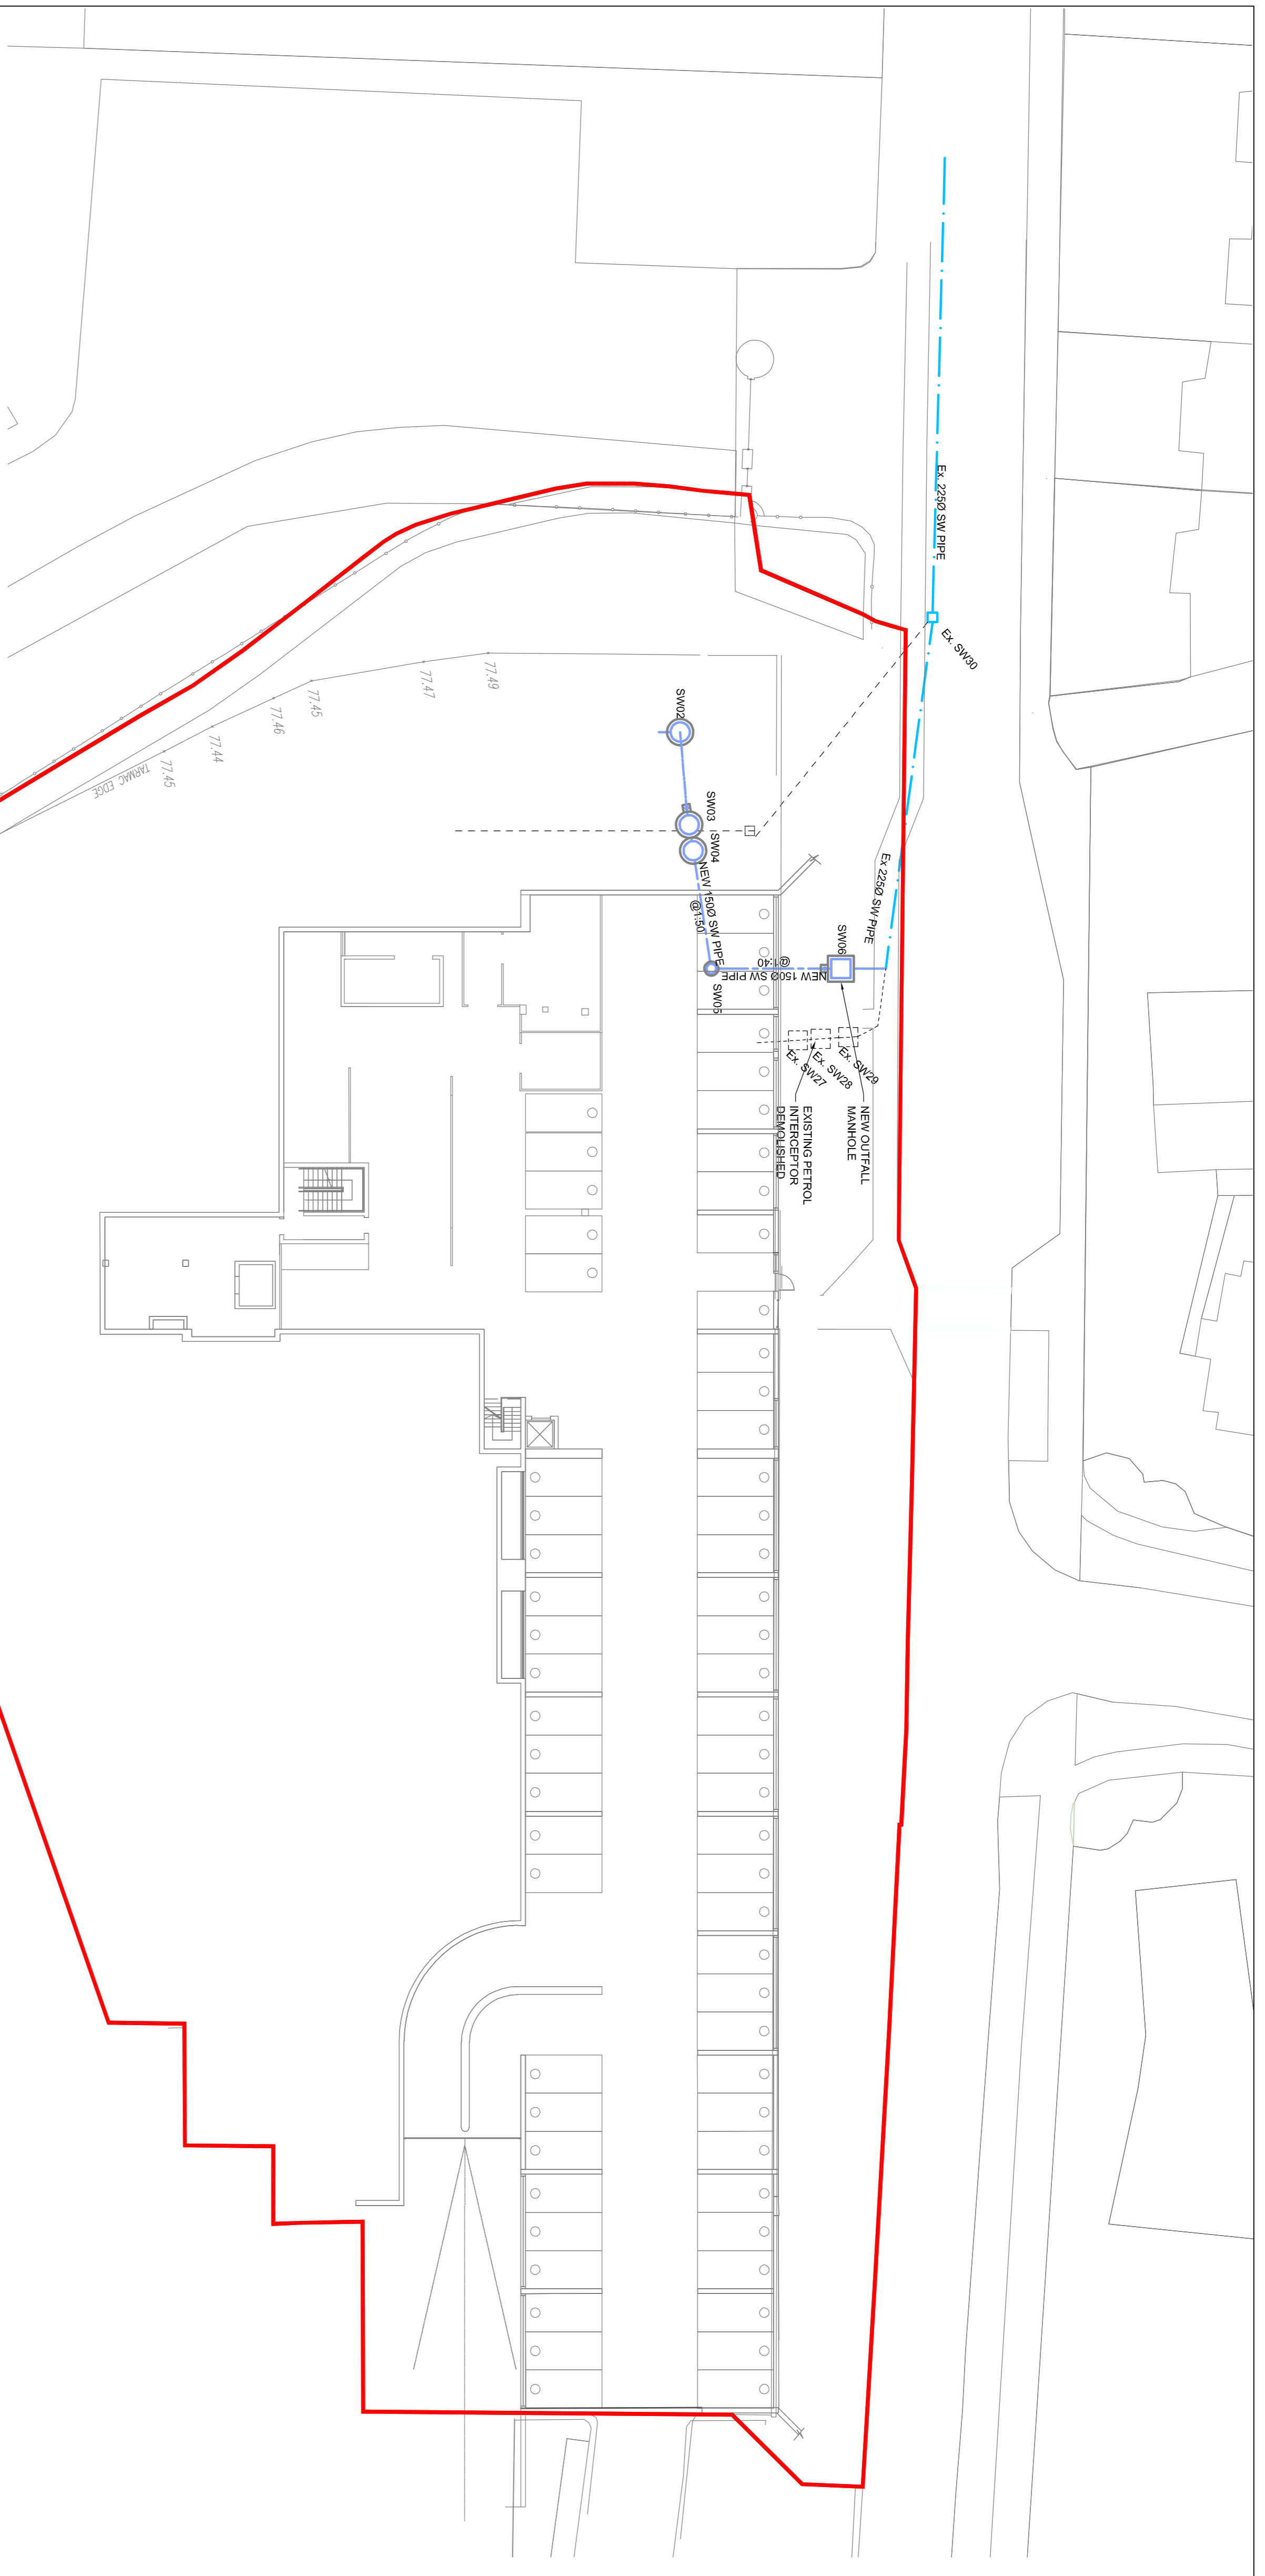 Ex. 225Ø SW PIPE
Ex. SW30
77.49
77.47
77.45
77.46
77.44
77.45
TARMAC EDGE
SW02
SW03
SW04
NEW 150Ø SW PIPE
@1:50
SW05
NEW 150Ø SW PIPE
@1:40
SW06
Ex 225Ø SW PIPE
Ex. SW29
Ex. SW28
Ex. SW27
NEW OUTFALL
MANHOLE
EXISTING PETROL
INTERCEPTOR
DEMOLISHED